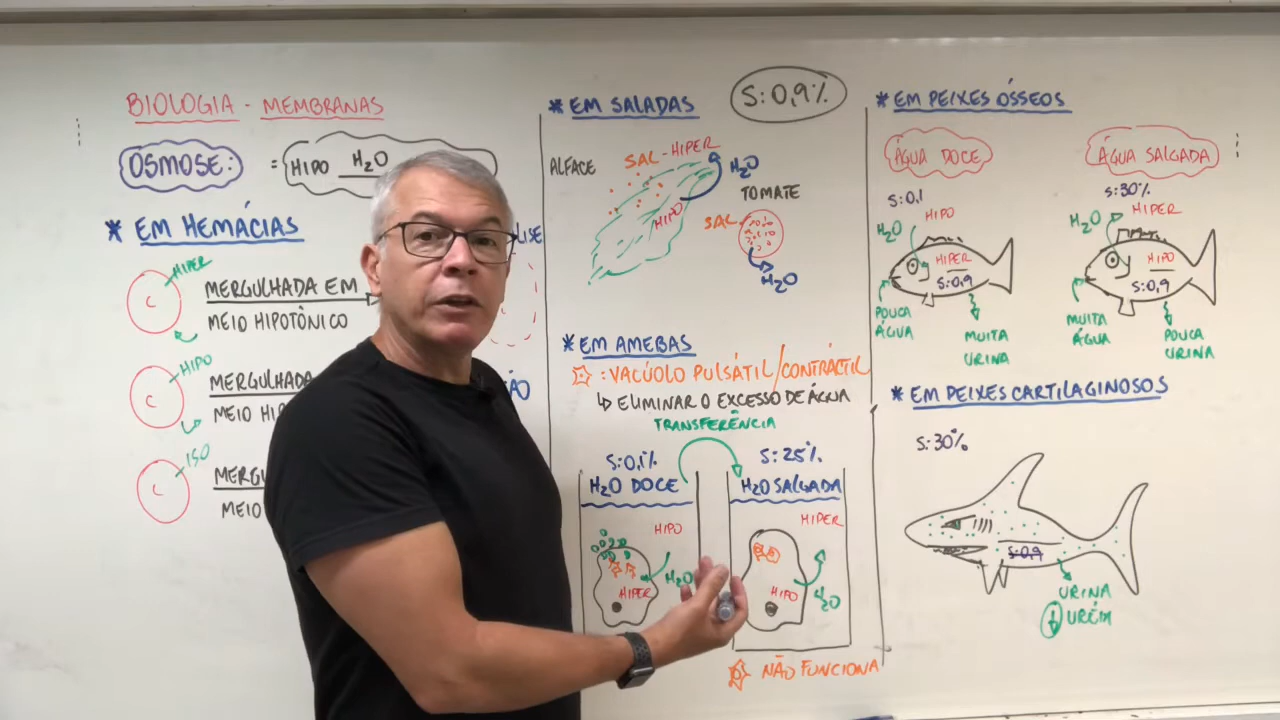 BIOLOGIA - MEMBRANAS
OSMOSE:
= HIPO H2O
* EM HEMÁCIAS
LISE
C
HIPER
MERGULHADA EM
MEIO HIPOTÔNICO
C
HIPO
MERGULHADA
MEIO
ÃO
C
ISO
MEIO
S:0,9%
* EM SALADAS
ALFACE
SAL - HIPER
H2O
HIPO
TOMATE
SAL
H2O
* EM AMEBAS
: VACÚOLO PULSÁTIL/CONTRÁCTIL
↳ ELIMINAR O EXCESSO DE ÁGUA
TRANSFERÊNCIA
S:0,1%
H2O DOCE
HIPO
H2O
HIPER
S:25%
H2O SALGADA
HIPER
HIPO
H2O
NÃO FUNCIONA
* EM PEIXES ÓSSEOS
ÁGUA DOCE
S:0,1
H2O
HIPO
HIPER
S:0,9
POUCA
ÁGUA
MUITA
URINA
ÁGUA SALGADA
S:30%
H2O
HIPER
HIPO
S:0,9
MUITA
ÁGUA
POUCA
URINA
* EM PEIXES CARTILAGINOSOS
S:30%
S:0,9
URINA
↓ URÉIA